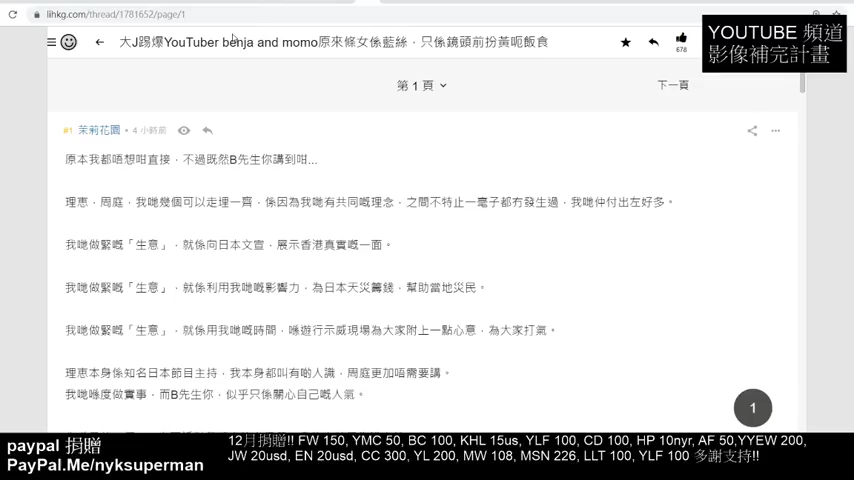 lihkg.com/thread/1781652/page/1
大J踢爆YouTuber benja and momo原來條女係藍絲，只係鏡頭前扮黃呃飯食
678
YOUTUBE 頻道
影像補完計畫
第 1 頁
下一頁
#1 茉莉花園 • 4 小時前
原本我都唔想咁直接，不過既然B先生你講到咁...
理恵，周庭，我哋幾個可以走埋一齊，係因為我哋有共同嘅理念，之間不特止一毫子都冇發生過，我哋仲付出左好多。
我哋做緊嘅「生意」，就係向日本文宣，展示香港真實嘅一面。
我哋做緊嘅「生意」，就係利用我哋嘅影響力，為日本天災籌錢，幫助當地災民。
我哋做緊嘅「生意」，就係用我哋嘅時間，喺遊行示威現場為大家附上一點心意，為大家打氣。
理恵本身係知名日本節目主持，我本身都叫有啲人識，周庭更加唔需要講。
我哋喺度做實事，而B先生你，似乎只係關心自己嘅人氣。
1
paypal 捐贈
PayPal.Me/nyksuperman
12月捐贈!! FW 150, YMC 50, BC 100, KHL 15us, YLF 100, CD 100, HP 10nyr, AF 50,YYEW 200,
JW 20usd, EN 20usd, CC 300, YL 200, MW 108, MSN 226, LLT 100, YLF 100 多謝支持!!